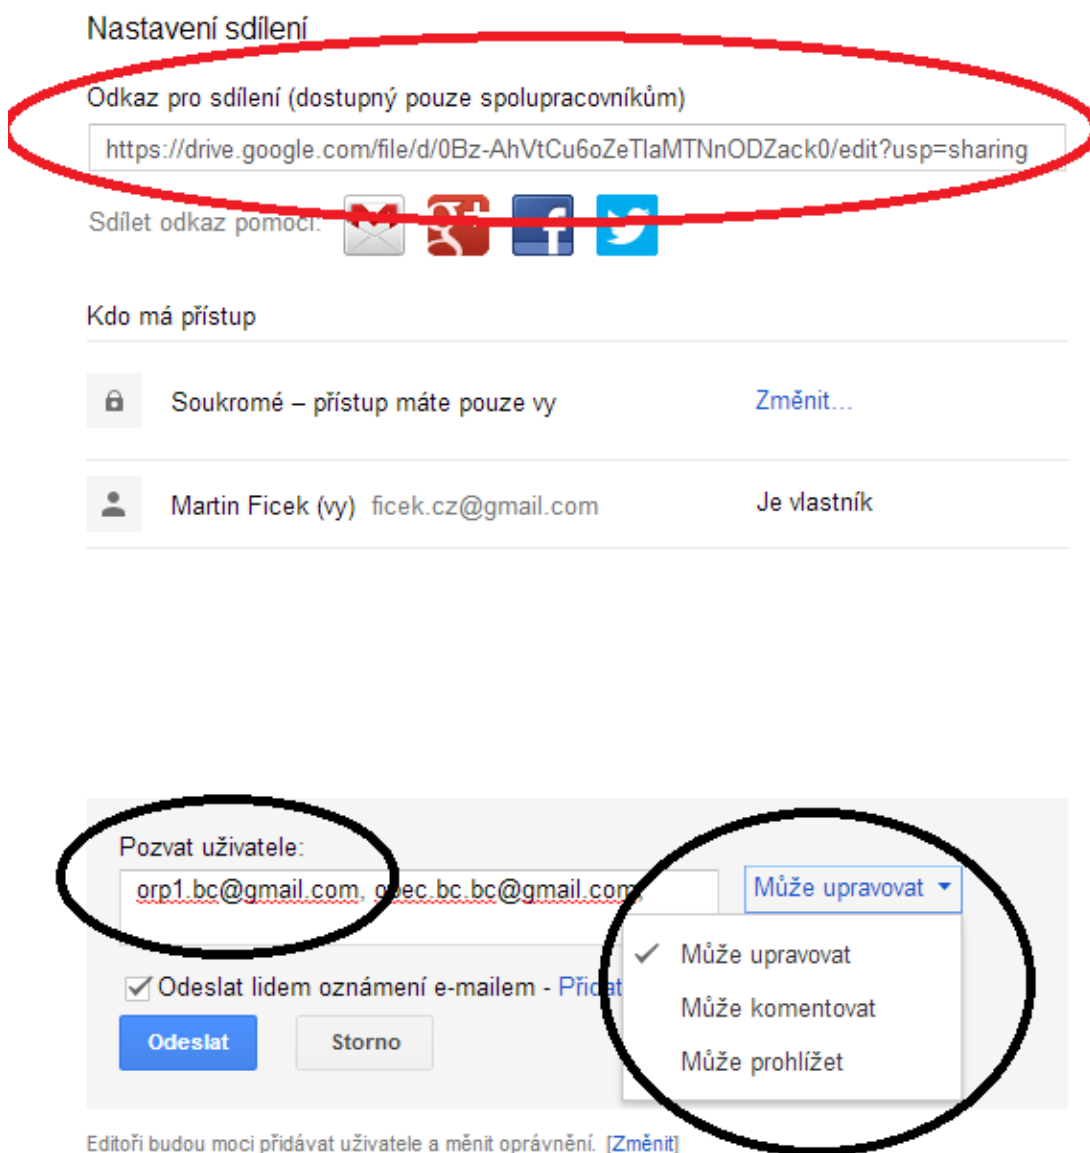 Nastavení sdílení
Odkaz pro sdílení (dostupný pouze spolupracovníkům)
https://drive.google.com/file/d/0Bz-AhVtCu6oZeTlaMTNnODZack0/edit?usp=sharing
Sdílet odkaz pomocí:
Kdo má přístup
Soukromé – přístup máte pouze vy Změnit...
Martin Ficek (vy) ficek.cz@gmail.com Je vlastník
Pozvat uživatele:
orp1.bc@gmail.com, obec.bc.bc@gmail.com, Může upravovat
Může upravovat
Odeslat lidem oznámení e-mailem - Přidat
Může komentovat
Odeslat Storno
Může prohlížet
Editoři budou moci přidávat uživatele a měnit oprávnění. [Změnit]